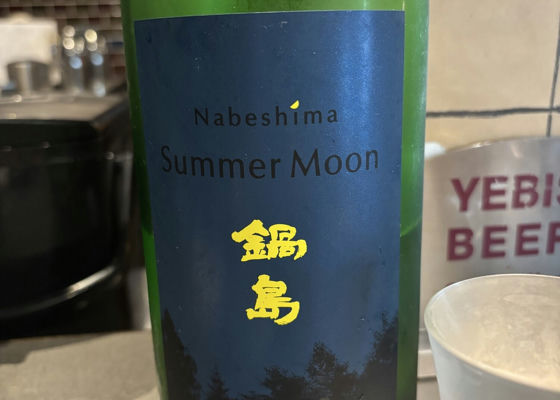 Nabeshima
Summer Moon
鍋
島
YEBIS
BEER